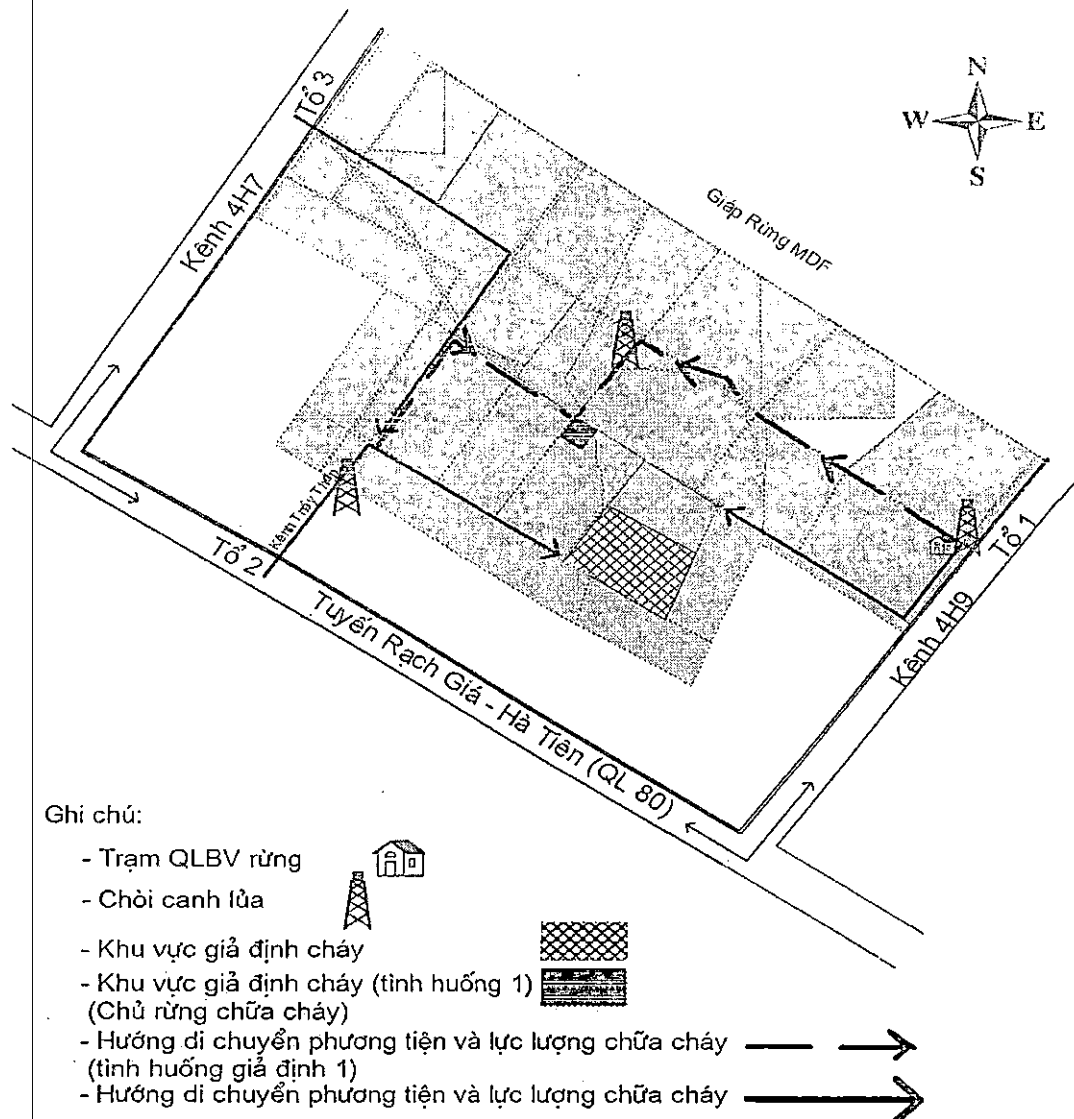 N
W E
S
Tổ 3
Kênh 4H7
Giáp Rừng MDF
Tổ 2
Tuyến Rạch Giá - Hà Tiên (QL 80)
Kênh 4H9
Tổ 1
Ghi chú:
- Trạm QLBV rừng
- Chòi canh lửa
- Khu vực giả định cháy
- Khu vực giả định cháy (tình huống 1)
(Chủ rừng chữa cháy)
- Hướng di chuyển phương tiện và lực lượng chữa cháy
(tình huống giả định 1)
- Hướng di chuyển phương tiện và lực lượng chữa cháy